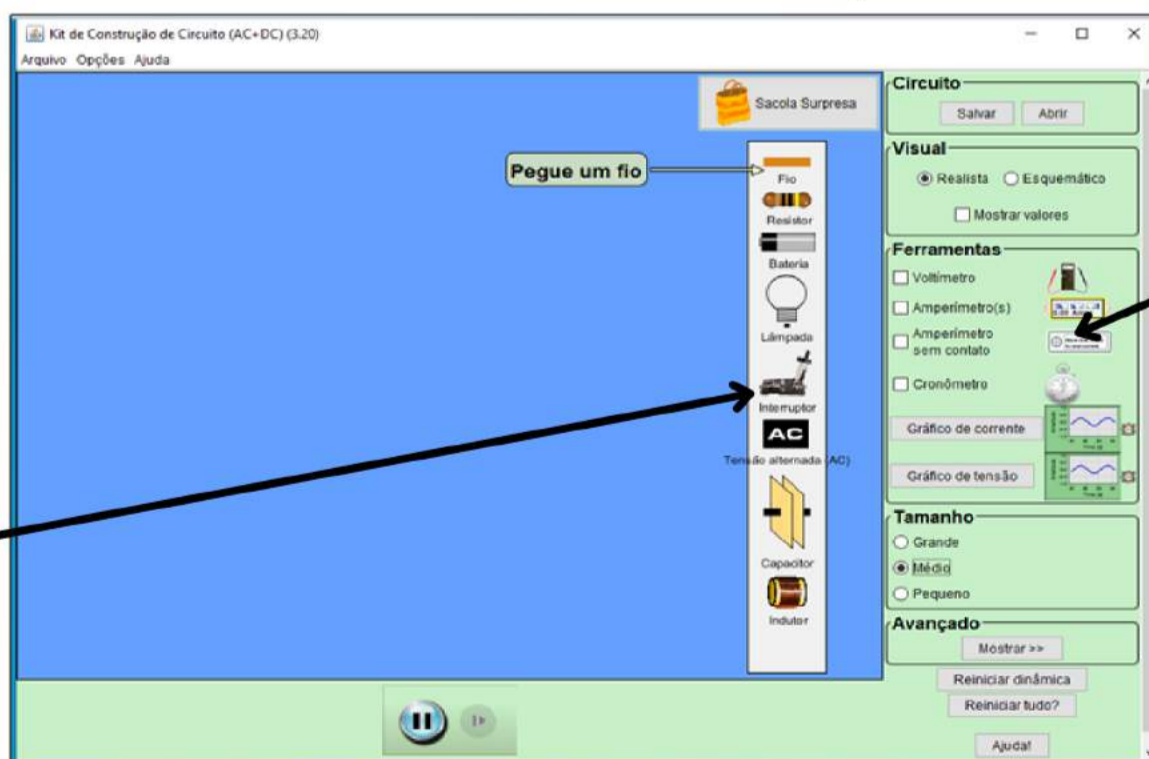 Kit de Construção de Circuito (AC+DC) (3.20)
Arquivo Opções Ajuda
Sacola Surpresa
Pegue um fio
Fio
Resistor
Bateria
Lâmpada
Interruptor
AC
Tensão alternada (AC)
Capacitor
Indutor
Circuito
Salvar Abrir
Visual
Realista Esquemático
Mostrar valores
Ferramentas
Voltímetro
Amperímetro(s)
Amperímetro
sem contato
Cronômetro
Gráfico de corrente
Gráfico de tensão
Tamanho
Grande
Médio
Pequeno
Avançado
Mostrar >>
Reiniciar dinâmica
Reiniciar tudo?
Ajuda!